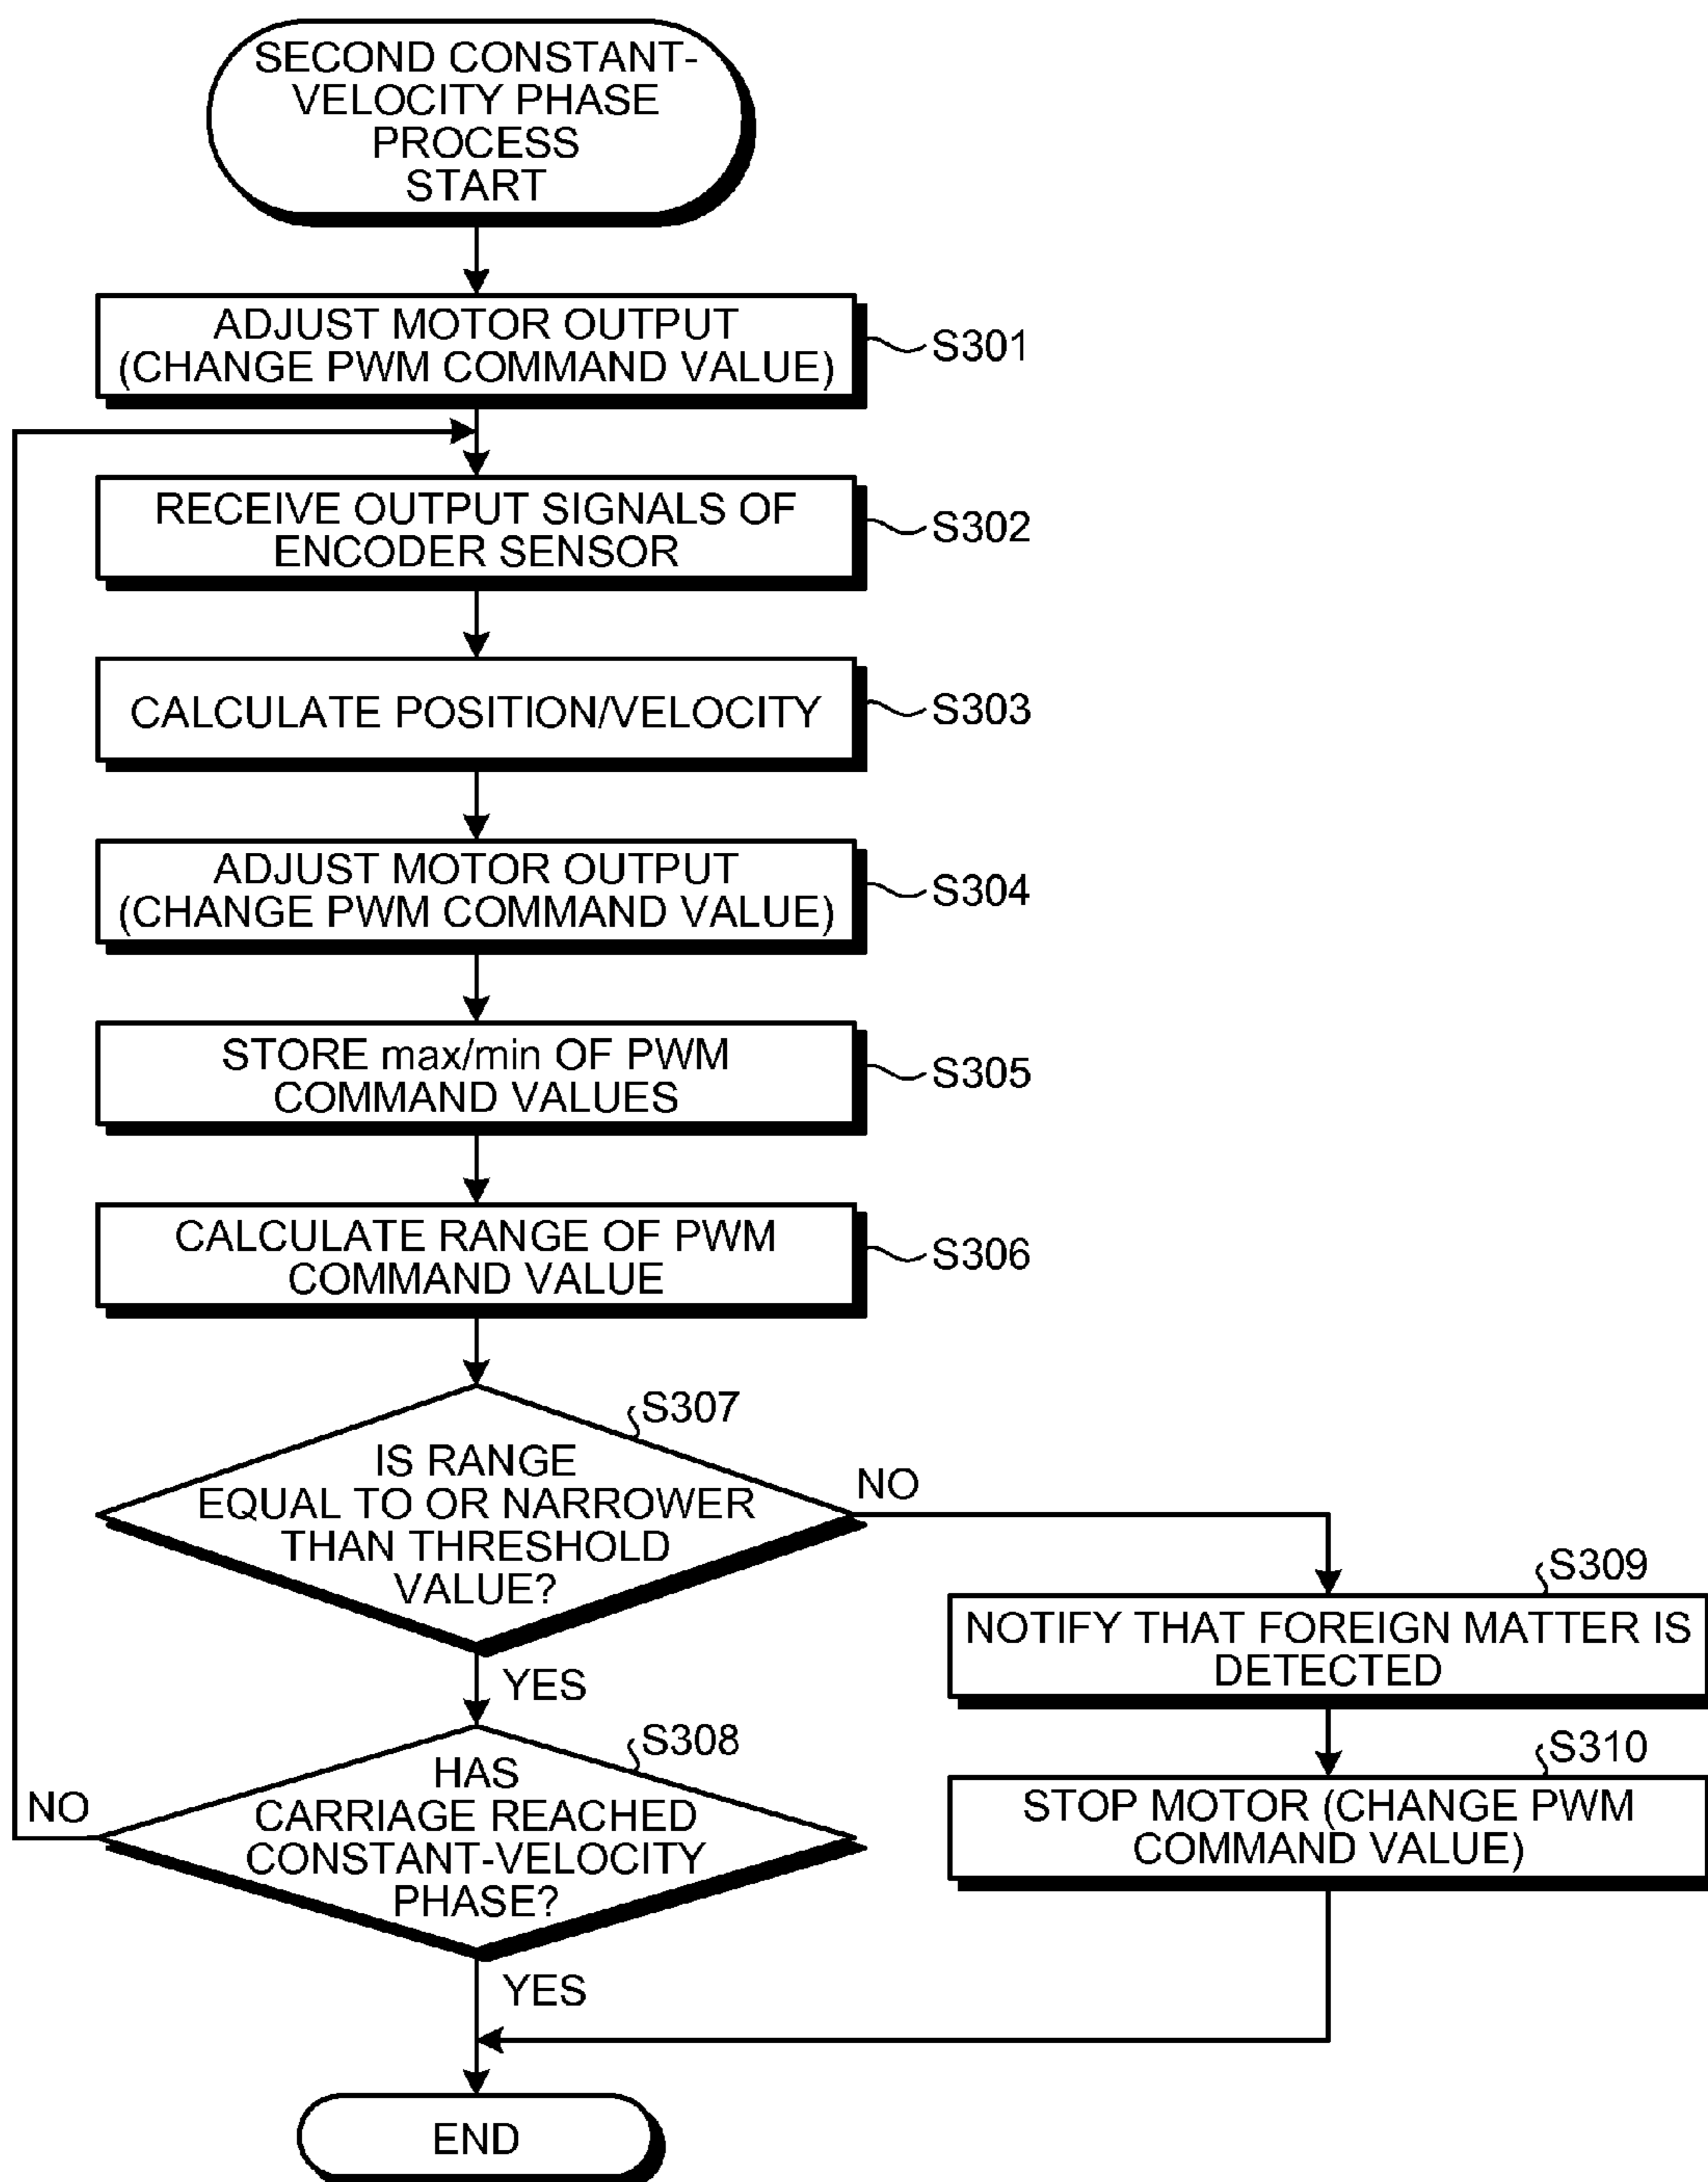 SECOND CONSTANT-
VELOCITY PHASE
PROCESS
START
ADJUST MOTOR OUTPUT
(CHANGE PWM COMMAND VALUE)
S301
RECEIVE OUTPUT SIGNALS OF
ENCODER SENSOR
S302
CALCULATE POSITION/VELOCITY
S303
ADJUST MOTOR OUTPUT
(CHANGE PWM COMMAND VALUE)
S304
STORE max/min OF PWM
COMMAND VALUES
S305
CALCULATE RANGE OF PWM
COMMAND VALUE
S306
S307
IS RANGE
EQUAL TO OR NARROWER
THAN THRESHOLD
VALUE?
NO
YES
S309
NOTIFY THAT FOREIGN MATTER IS
DETECTED
S308
HAS
CARRIAGE REACHED
CONSTANT-VELOCITY
PHASE?
NO
YES
S310
STOP MOTOR (CHANGE PWM
COMMAND VALUE)
END